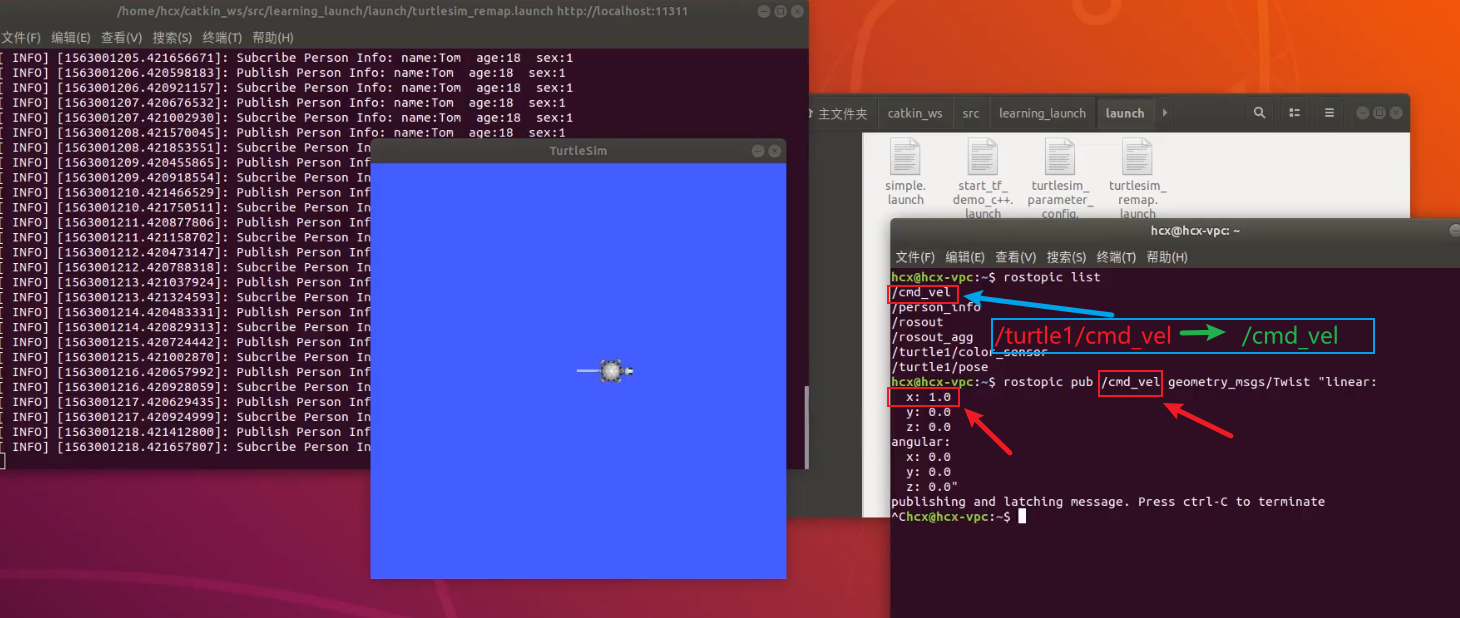 /home/hcx/catkin_ws/src/learning_launch/launch/turtlesim_remap.launch http://localhost:11311
文件(F) 编辑(E) 查看(V) 搜索(S) 终端(T) 帮助(H)
[ INFO] [1563001205.421656671]: Subcribe Person Info: name:Tom  age:18  sex:1
[ INFO] [1563001206.420598183]: Publish Person Info: name:Tom  age:18  sex:1
[ INFO] [1563001206.420921157]: Subcribe Person Info: name:Tom  age:18  sex:1
[ INFO] [1563001207.420676532]: Publish Person Info: name:Tom  age:18  sex:1
[ INFO] [1563001207.421002930]: Subcribe Person Info: name:Tom  age:18  sex:1
[ INFO] [1563001208.421570045]: Publish Person Info: name:Tom  age:18  sex:1
[ INFO] [1563001208.421853551]: Subcribe Person In
[ INFO] [1563001209.420455865]: Publish Person Inf
[ INFO] [1563001209.420918554]: Subcribe Person In
[ INFO] [1563001210.421466529]: Publish Person Inf
[ INFO] [1563001210.421750511]: Subcribe Person In
[ INFO] [1563001211.420877806]: Publish Person Inf
[ INFO] [1563001211.421158702]: Subcribe Person In
[ INFO] [1563001212.420473147]: Publish Person Inf
[ INFO] [1563001212.420788318]: Subcribe Person In
[ INFO] [1563001213.421037924]: Publish Person Inf
[ INFO] [1563001213.421324593]: Subcribe Person In
[ INFO] [1563001214.420483331]: Publish Person Inf
[ INFO] [1563001214.420829313]: Subcribe Person In
[ INFO] [1563001215.420724442]: Publish Person Inf
[ INFO] [1563001215.421002870]: Subcribe Person In
[ INFO] [1563001216.420657992]: Publish Person Inf
[ INFO] [1563001216.420928059]: Subcribe Person In
[ INFO] [1563001217.420629435]: Publish Person Inf
[ INFO] [1563001217.420924999]: Subcribe Person In
[ INFO] [1563001218.421412800]: Publish Person Inf
[ INFO] [1563001218.421657807]: Subcribe Person In
TurtleSim
主文件夹 catkin_ws src learning_launch launch
simple.
launch
start_tf_
demo_c++.
launch
turtlesim_
parameter_
config.
turtlesim_
remap.
launch
hcx@hcx-vpc: ~
文件(F) 编辑(E) 查看(V) 搜索(S) 终端(T) 帮助(H)
hcx@hcx-vpc:~$ rostopic list
/cmd_vel
/person_info
/rosout
/rosout_agg
/turtle1/cmd_vel /cmd_vel
/turtle1/color_sensor
/turtle1/pose
hcx@hcx-vpc:~$ rostopic pub /cmd_vel geometry_msgs/Twist "linear:
x: 1.0
y: 0.0
z: 0.0
angular:
x: 0.0
y: 0.0
z: 0.0"
publishing and latching message. Press ctrl-C to terminate
^Chcx@hcx-vpc:~$